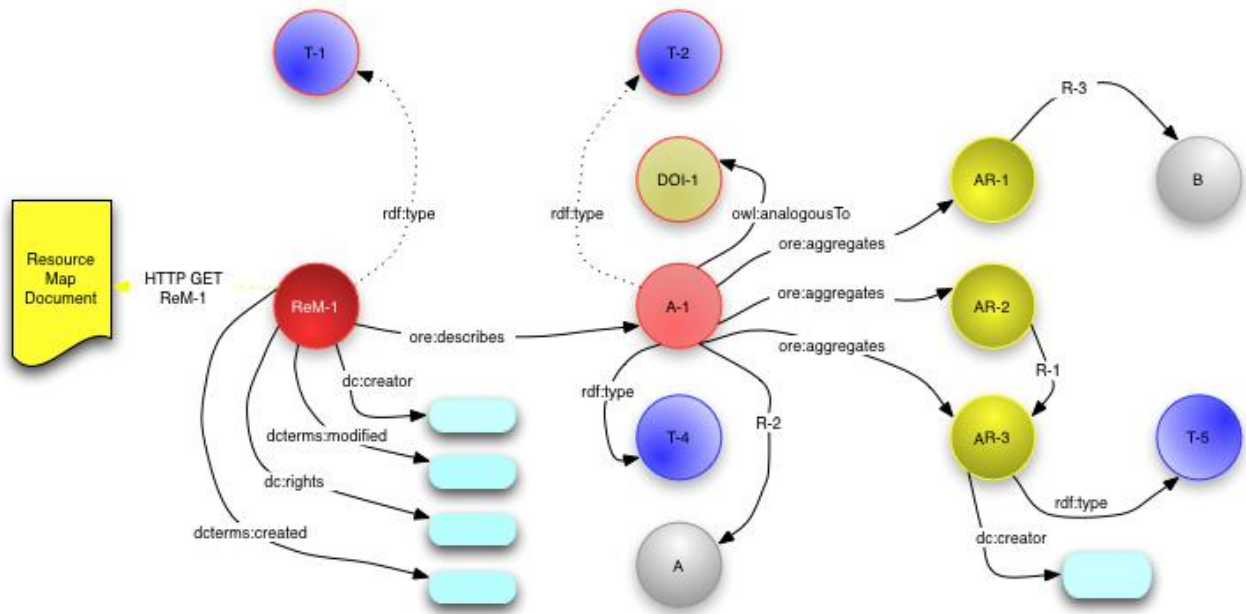 T-1
T-2
R-3
DOI-1
AR-1
B
rdf:type
rdf:type
owl:analogousTo
ore:aggregates
Resource
Map
Document
HTTP GET
ReM-1
ReM-1
A-1
ore:aggregates
AR-2
ore:describes
ore:aggregates
dc:creator
rdf:type
R-1
dcterms:modified
T-4
R-2
AR-3
T-5
dc:rights
rdf:type
dcterms:created
dc:creator
A